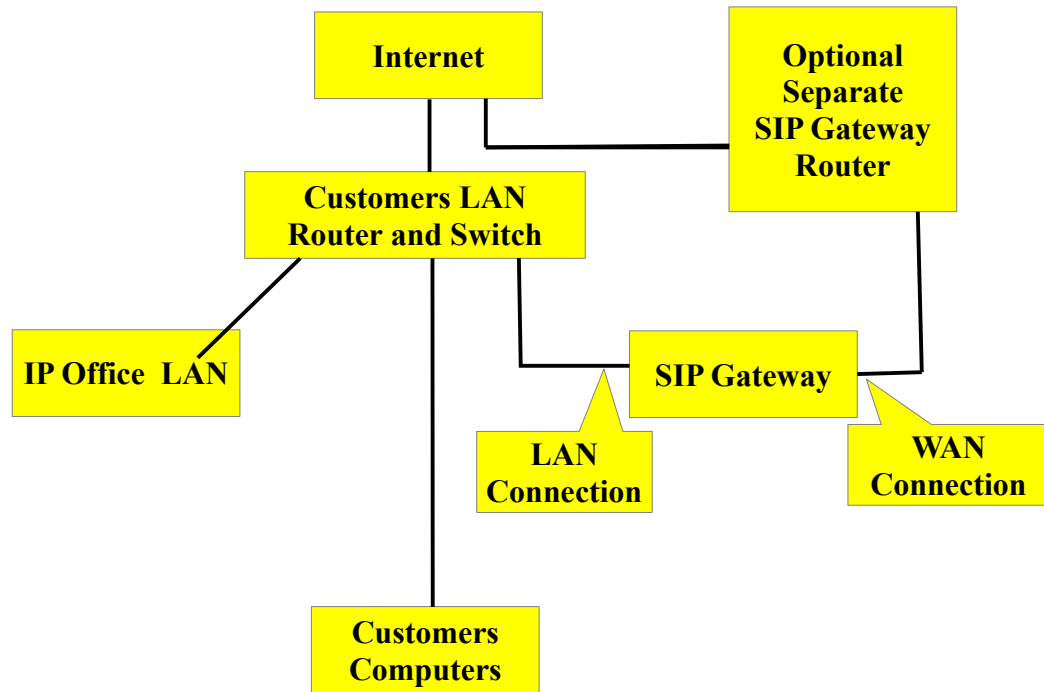 Internet
Optional
Separate
SIP Gateway
Router
Customers LAN
Router and Switch
IP Office  LAN
SIP Gateway
LAN
Connection
WAN
Connection
Customers
Computers